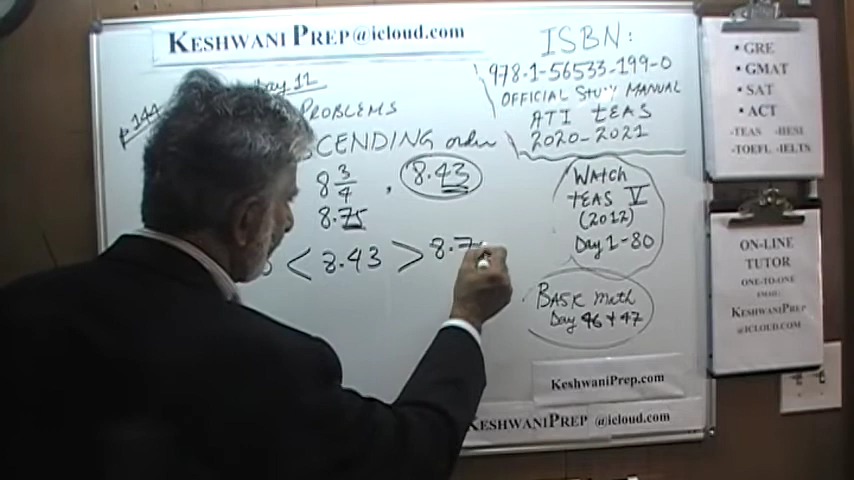 KESHWANI PREP@icloud.com
Day 11
P 144
PROBLEMS
SCENDING order
8 3/4 , 8.43
8.75
< 8.43 > 8.7
ISBN:
978-1-56533-199-0
OFFICIAL STUDY MANUAL
ATI TEAS
2020-2021
WATCH
TEAS V
(2012)
Day 1-80
BASIC Math
Day 46 + 47
KESHWANIPREP.COM
KESHWANIPREP@icloud.com
• GRE
• GMAT
• SAT
• ACT
-TEAS -HESI
-TOEFL -IELTS
ON-LINE
TUTOR
ONE-TO-ONE
EMAIL:
KESHWANIPREP
@ICLOUD.COM